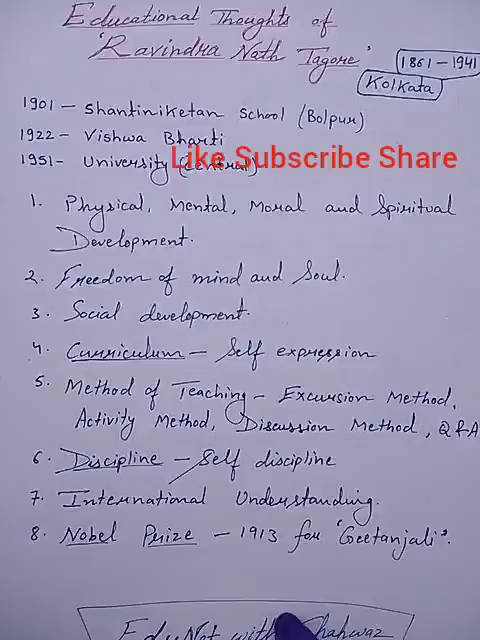 Educational Thoughts of
'Ravindra Nath Tagore'
1861-1941
Kolkata
1901 - Shantiniketan School (Bolpur)
1922 - Vishwa Bharti
1951 - University (Central)
Like Subscribe Share
1. Physical, Mental, Moral and Spiritual
Development.
2. Freedom of mind and Soul.
3. Social development.
4. Curriculum - Self expression
5. Method of Teaching - Excursion Method,
Activity Method, Discussion Method, Q&A
6. Discipline - Self discipline
7. International Understanding.
8. Nobel Prize - 1913 for 'Geetanjali'.
EduNet with Shahwaz